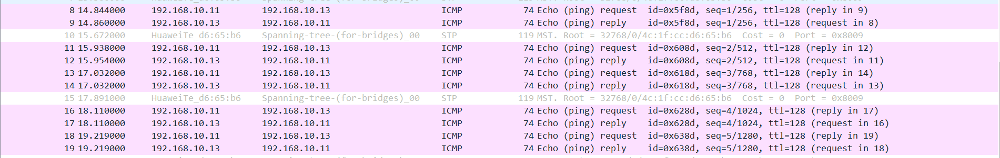 8 14.844000 192.168.10.11 192.168.10.13 ICMP 74 Echo (ping) request id=0x5f8d, seq=1/256, ttl=128 (reply in 9)
9 14.860000 192.168.10.13 192.168.10.11 ICMP 74 Echo (ping) reply id=0x5f8d, seq=1/256, ttl=128 (request in 8)
10 15.672000 HuaweiTe_d6:65:b6 Spanning-tree-(for-bridges)_00 STP 119 MST. Root = 32768/0/4c:1f:cc:d6:65:b6 Cost = 0 Port = 0x8009
11 15.938000 192.168.10.11 192.168.10.13 ICMP 74 Echo (ping) request id=0x608d, seq=2/512, ttl=128 (reply in 12)
12 15.954000 192.168.10.13 192.168.10.11 ICMP 74 Echo (ping) reply id=0x608d, seq=2/512, ttl=128 (request in 11)
13 17.032000 192.168.10.11 192.168.10.13 ICMP 74 Echo (ping) request id=0x618d, seq=3/768, ttl=128 (reply in 14)
14 17.032000 192.168.10.13 192.168.10.11 ICMP 74 Echo (ping) reply id=0x618d, seq=3/768, ttl=128 (request in 13)
15 17.891000 HuaweiTe_d6:65:b6 Spanning-tree-(for-bridges)_00 STP 119 MST. Root = 32768/0/4c:1f:cc:d6:65:b6 Cost = 0 Port = 0x8009
16 18.110000 192.168.10.11 192.168.10.13 ICMP 74 Echo (ping) request id=0x628d, seq=4/1024, ttl=128 (reply in 17)
17 18.110000 192.168.10.13 192.168.10.11 ICMP 74 Echo (ping) reply id=0x628d, seq=4/1024, ttl=128 (request in 16)
18 19.219000 192.168.10.11 192.168.10.13 ICMP 74 Echo (ping) request id=0x638d, seq=5/1280, ttl=128 (reply in 19)
19 19.219000 192.168.10.13 192.168.10.11 ICMP 74 Echo (ping) reply id=0x638d, seq=5/1280, ttl=128 (request in 18)